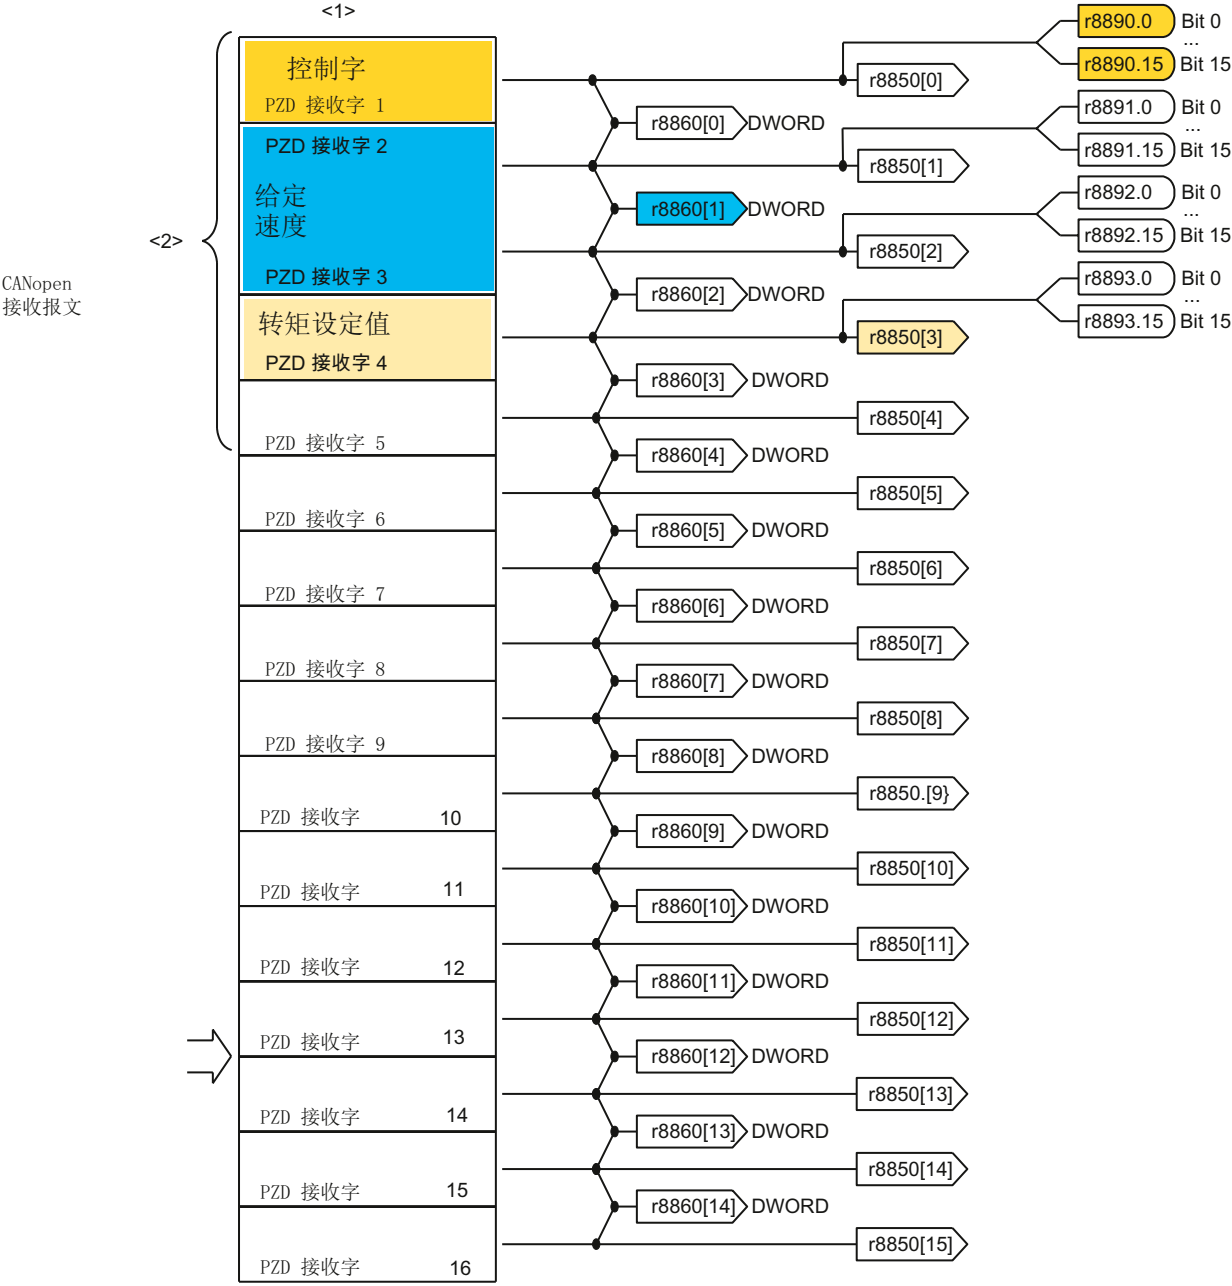 <1>
r8890.0 Bit 0
...
r8890.15 Bit 15
控制字
PZD 接收字 1
r8850[0]
r8860[0] DWORD
r8891.0 Bit 0
...
r8891.15 Bit 15
PZD 接收字 2
r8850[1]
给定
速度
r8860[1] DWORD
r8892.0 Bit 0
...
r8892.15 Bit 15
<2>
r8850[2]
PZD 接收字 3
CANopen
接收报文
r8860[2] DWORD
r8893.0 Bit 0
...
r8893.15 Bit 15
转矩设定值
r8850[3]
PZD 接收字 4
r8860[3] DWORD
r8850[4]
PZD 接收字 5
r8860[4] DWORD
r8850[5]
PZD 接收字 6
r8860[5] DWORD
r8850[6]
PZD 接收字 7
r8860[6] DWORD
r8850[7]
PZD 接收字 8
r8860[7] DWORD
r8850[8]
PZD 接收字 9
r8860[8] DWORD
r8850.[9}
PZD 接收字 10
r8860[9] DWORD
r8850[10]
PZD 接收字 11
r8860[10] DWORD
r8850[11]
PZD 接收字 12
r8860[11] DWORD
r8850[12]
PZD 接收字 13
r8860[12] DWORD
r8850[13]
PZD 接收字 14
r8860[13] DWORD
r8850[14]
PZD 接收字 15
r8860[14] DWORD
r8850[15]
PZD 接收字 16